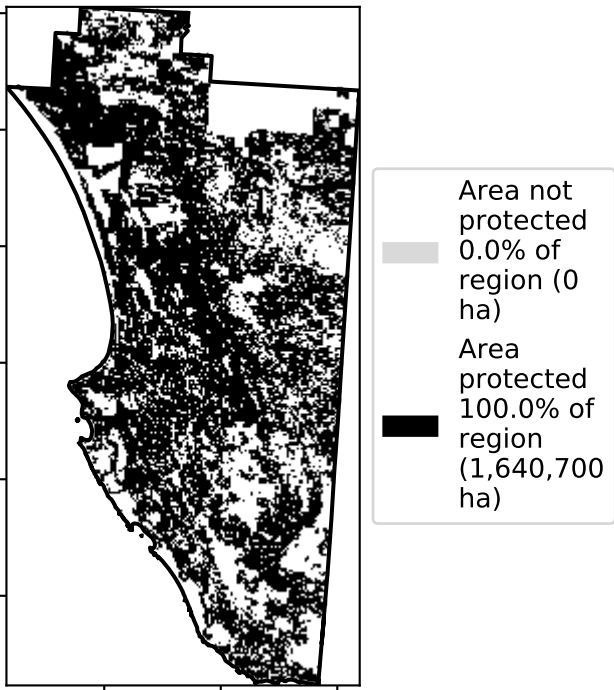 Area not
protected
0.0% of
region (0
ha)
Area
protected
100.0% of
region
(1,640,700
ha)